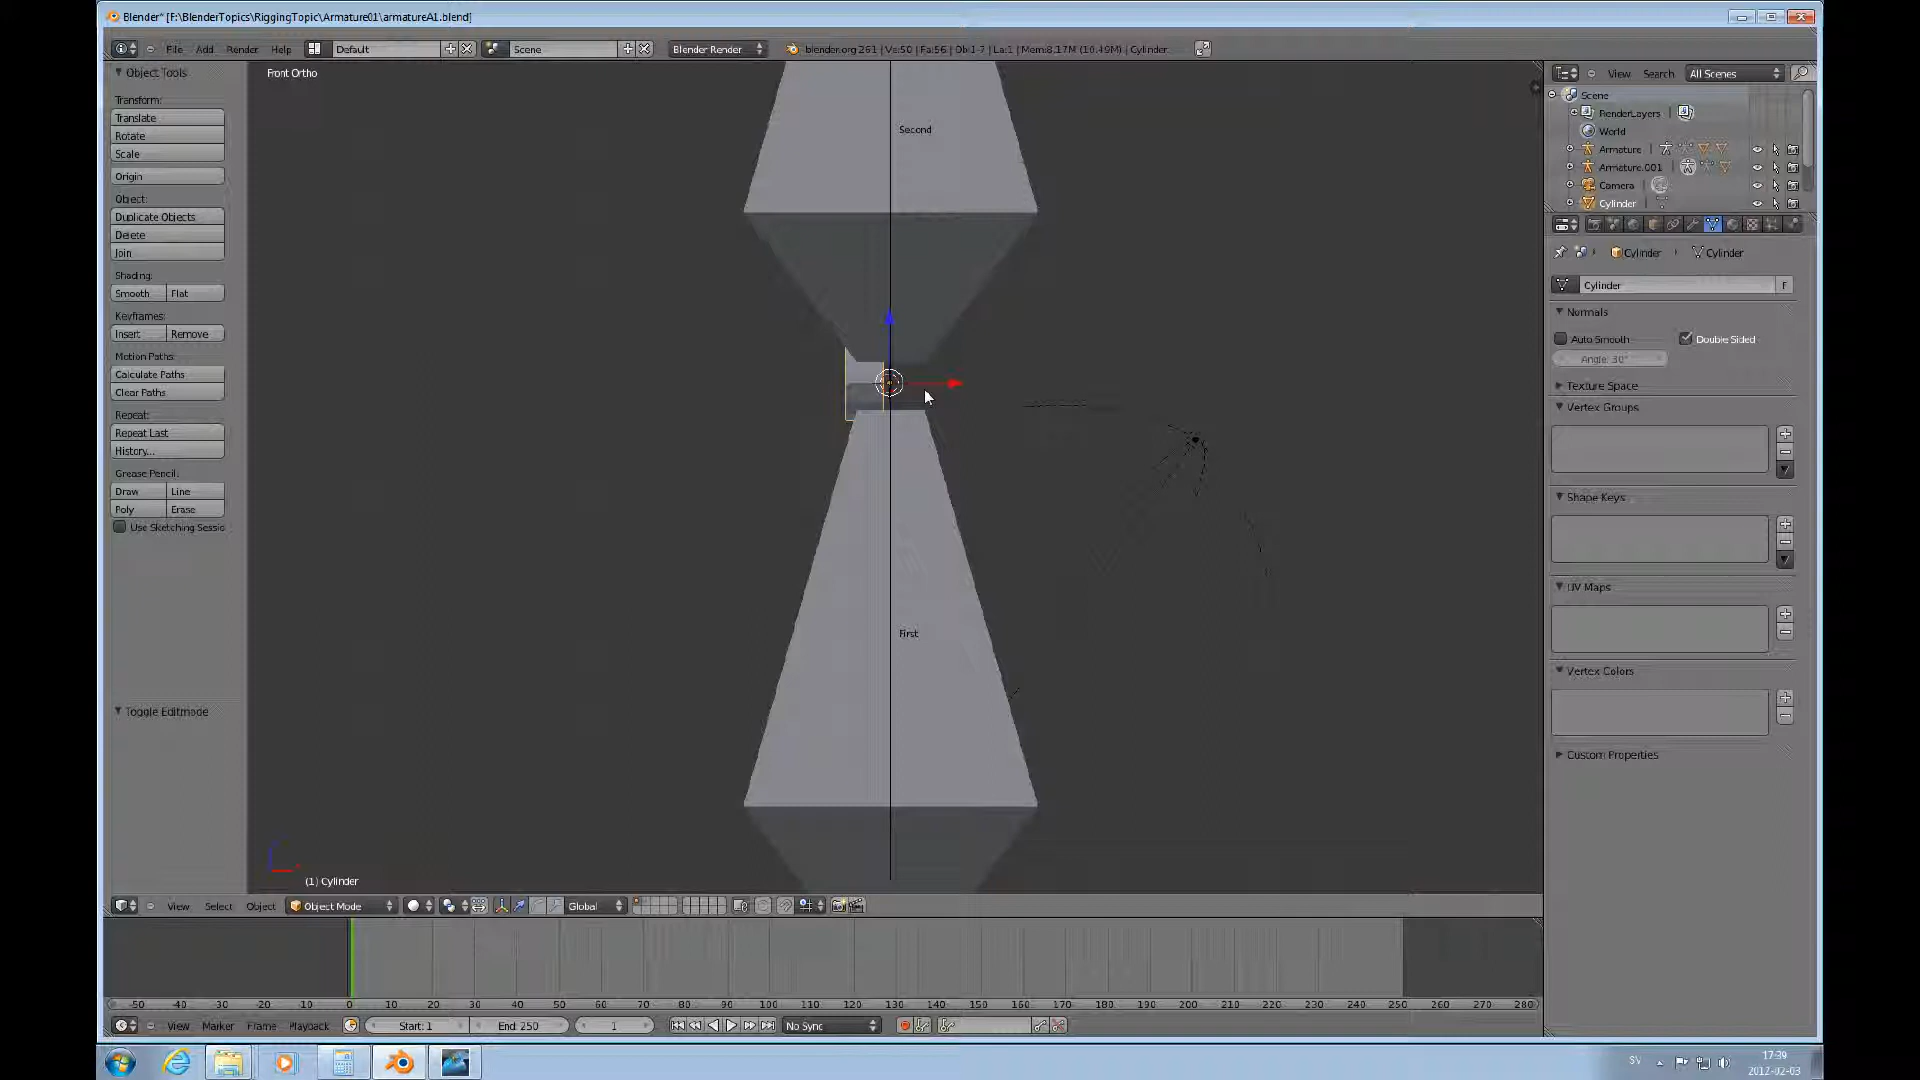 Blender* [F:\BlenderTopics\RiggingTopic\Armature01\armatureA1.blend]
File Add Render Help Default Scene Blender Render blender.org 261 | Ve:50 | Fa:56 | Ob:1-7 | La:1 | Mem:8.17M (10.49M) | Cylinder
Object Tools
Front Ortho
View Search All Scenes
Transform:
Translate
Rotate
Scale
Origin
Object:
Duplicate Objects
Delete
Join
Shading:
Smooth Flat
Keyframes:
Insert Remove
Motion Paths:
Calculate Paths
Clear Paths
Repeat:
Repeat Last
History...
Grease Pencil:
Draw Line
Poly Erase
Use Sketching Sessio
Toggle Editmode
Second
First
(1) Cylinder
Scene
RenderLayers
World
Armature
Armature.001
Camera
Cylinder
Cylinder Cylinder
Cylinder F
Normals
Auto Smooth Double Sided
Angle: 30°
Texture Space
Vertex Groups
Shape Keys
UV Maps
Vertex Colors
Custom Properties
View Select Object Object Mode Global
-50 -40 -30 -20 -10 0 10 20 30 40 50 60 70 80 90 100 110 120 130 140 150 160 170 180 190 200 210 220 230 240 250 260 270 280
View Marker Frame Playback Start: 1 End: 250 1 No Sync
SV
17:39
2012-02-03